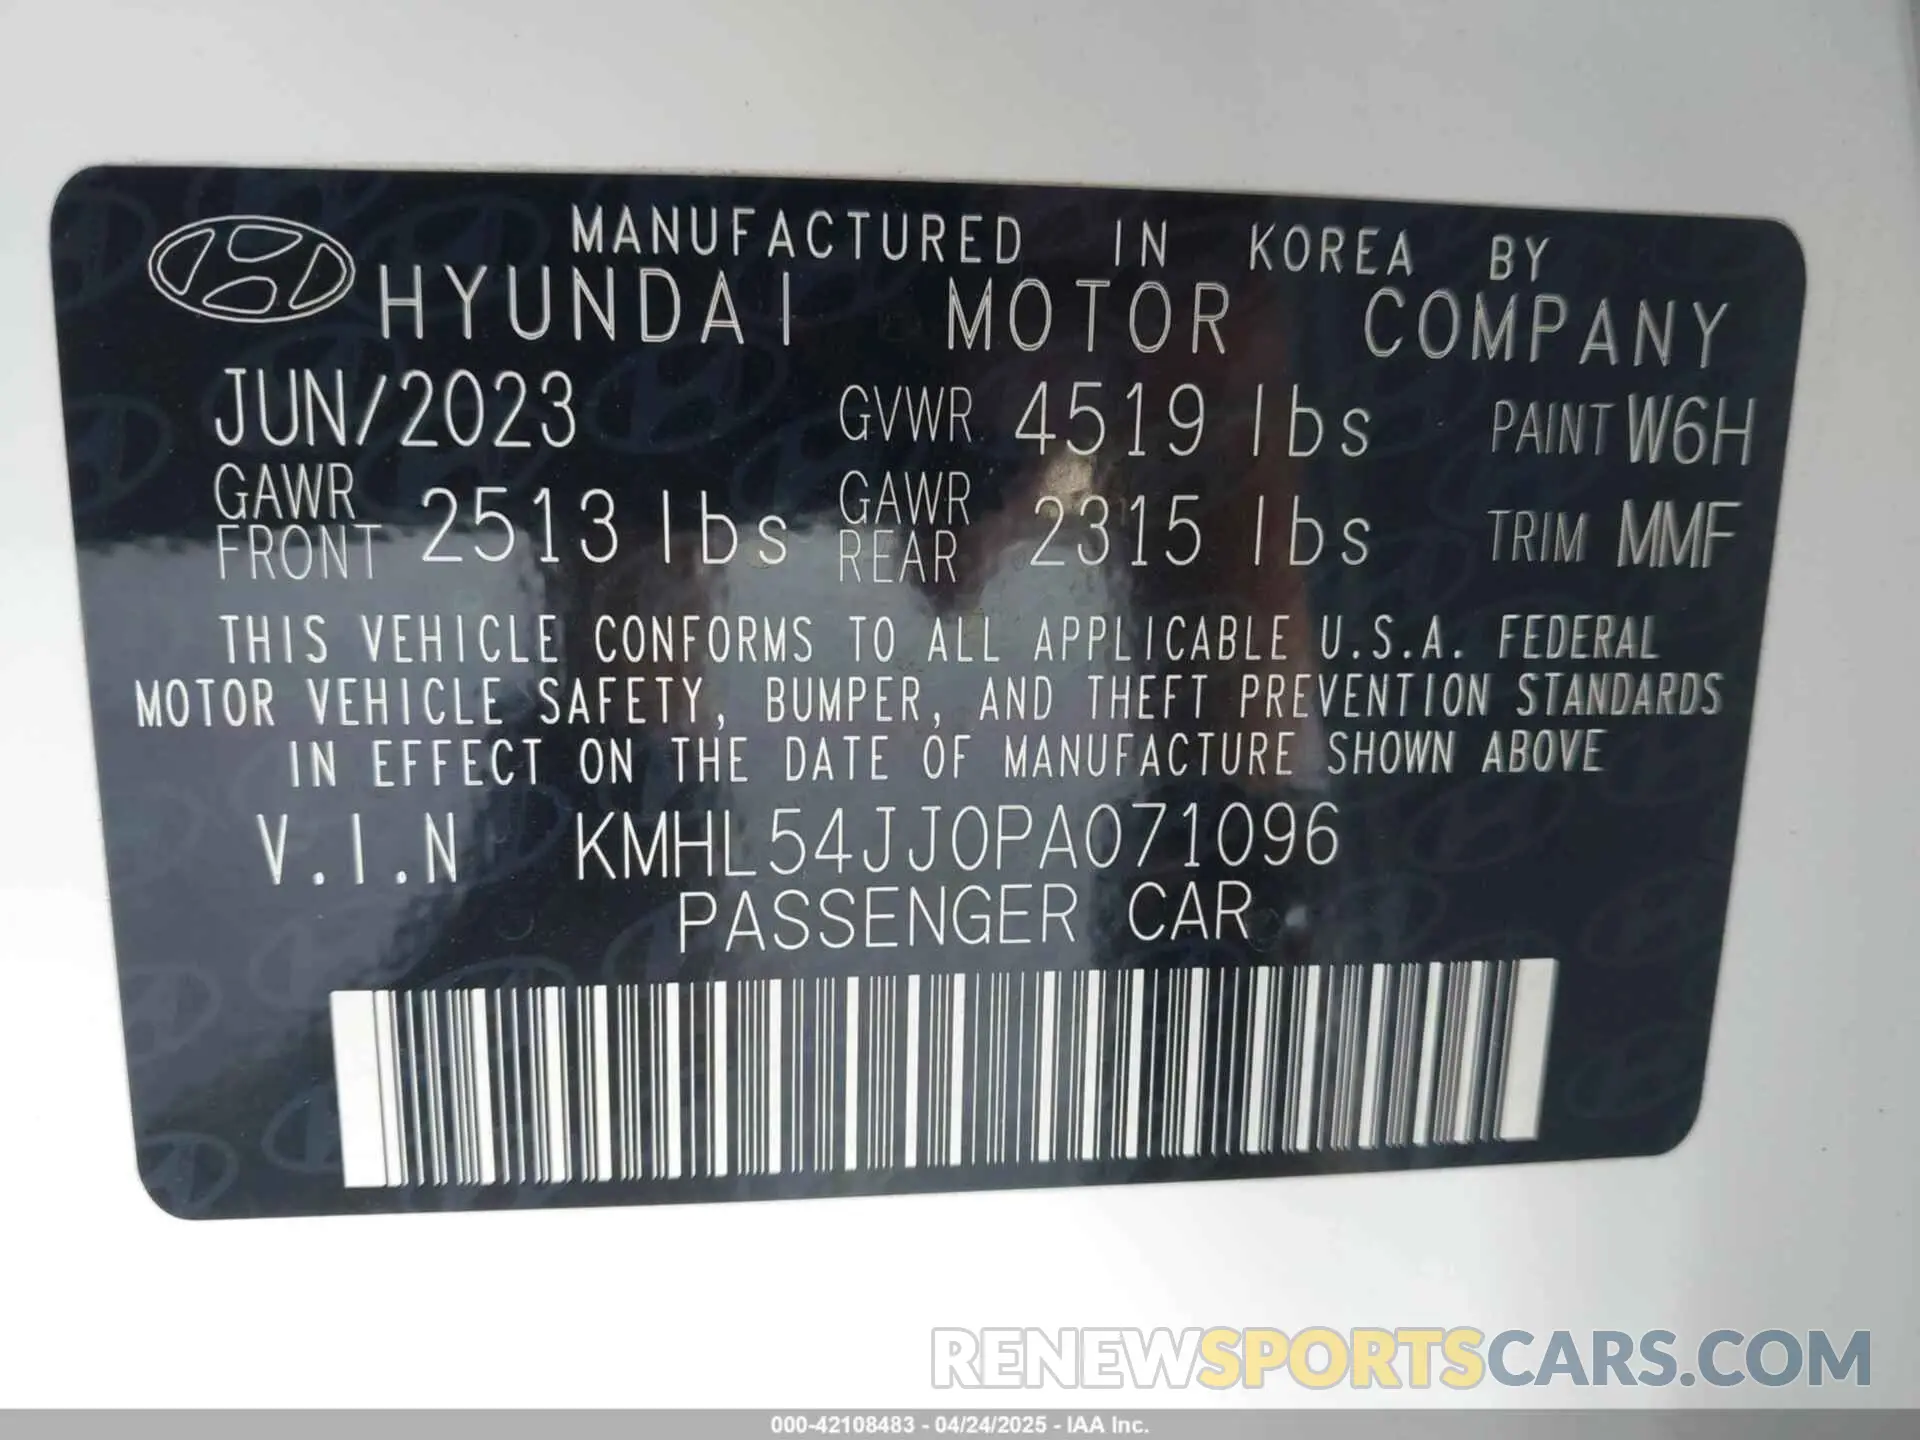 MANUFACTURED IN KOREA BY
HYUNDAI MOTOR COMPANY
JUN/2023 GVWR 4519 lbs PAINT W6H
GAWR FRONT 2513 lbs GAWR REAR 2315 lbs TRIM MMF
THIS VEHICLE CONFORMS TO ALL APPLICABLE U.S.A. FEDERAL
MOTOR VEHICLE SAFETY, BUMPER, AND THEFT PREVENTION STANDARDS
IN EFFECT ON THE DATE OF MANUFACTURE SHOWN ABOVE
V.I.N KMHL54JJ0PA071096
PASSENGER CAR
RENEWSPORTSCARS.COM
000-42108483 - 04/24/2025 - IAA Inc.